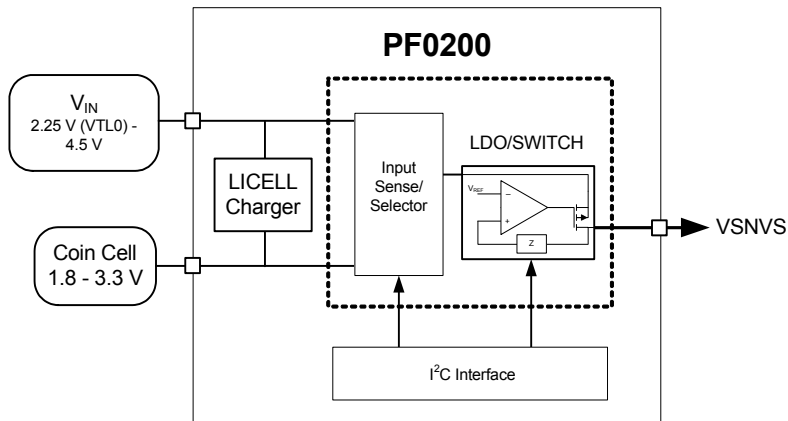 PF0200
V_IN
2.25 V (VTL0) -
4.5 V
LICELL
Charger
Coin Cell
1.8 - 3.3 V
Input
Sense/
Selector
LDO/SWITCH
V_REF
−
+
Z
VSNVS
I²C Interface